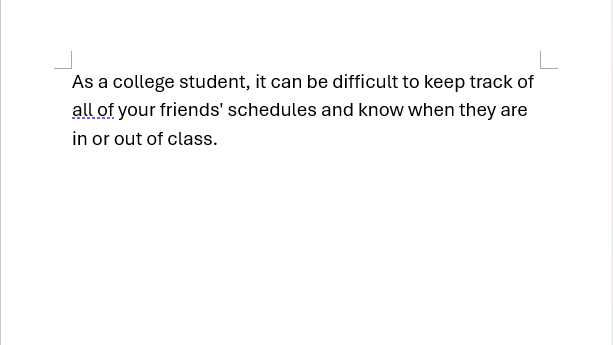 As a college student, it can be difficult to keep track of
all of your friends' schedules and know when they are
in or out of class.